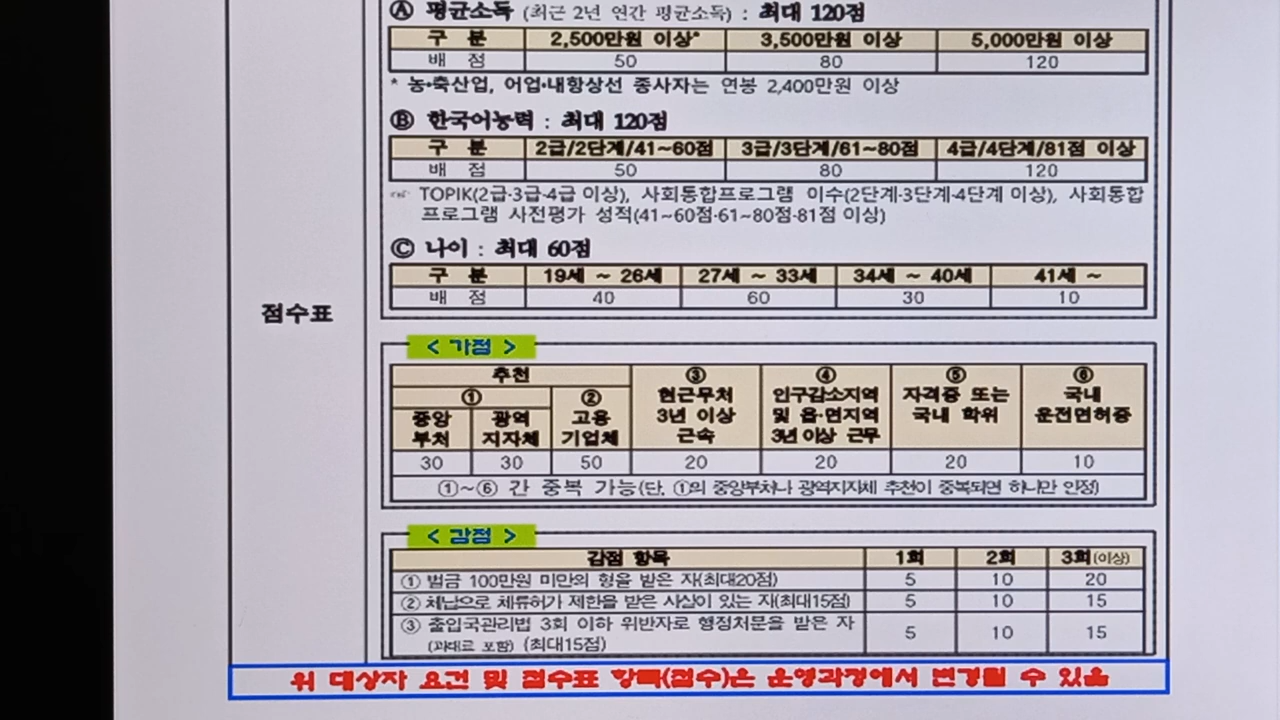 Ⓐ 평균소득 (최근 2년 연간 평균소득) : 최대 120점
구 분 2,500만원 이상* 3,500만원 이상 5,000만원 이상
배 점 50 80 120
* 농·축산업, 어업·내항상선 종사자는 연봉 2,400만원 이상
Ⓑ 한국어능력 : 최대 120점
구 분 2급/2단계/41~60점 3급/3단계/61~80점 4급/4단계/81점 이상
배 점 50 80 120
☞ TOPIK(2급·3급·4급 이상), 사회통합프로그램 이수(2단계·3단계·4단계 이상), 사회통합
프로그램 사전평가 성적(41~60점·61~80점·81점 이상)
Ⓒ 나이 : 최대 60점
구 분 19세 ~ 26세 27세 ~ 33세 34세 ~ 40세 41세 ~
배 점 40 60 30 10
점수표
< 가점 >
추천
①
중앙
부처
광역
지자체
②
고용
기업체
③
현근무처
3년 이상
근속
④
인구감소지역
및 읍·면지역
3년 이상 근무
⑤
자격증 또는
국내 학위
⑥
국내
운전면허증
30 30 50 20 20 20 10
①~⑥ 간 중복 가능(단, ①의 중앙부처나 광역지자체 추천이 중복되면 하나만 인정)
< 감점 >
감점 항목 1회 2회 3회(이상)
① 벌금 100만원 미만의 형을 받은 자(최대20점) 5 10 20
② 체납으로 체류허가 제한을 받은 사실이 있는 자(최대15점) 5 10 15
③ 출입국관리법 3회 이하 위반자로 행정처분을 받은 자
(과태료 포함) (최대15점) 5 10 15
위 대상자 요건 및 점수표 항목(점수)은 운영과정에서 변경될 수 있음